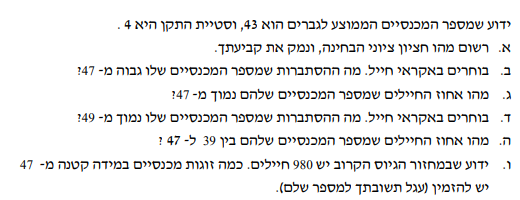 ידוע שמספר המכנסיים הממוצע לגברים הוא 43, וסטיית התקן היא 4 .
א. רשום מהו חציון ציוני הבחינה, ונמק את קביעתך.
ב. בוחרים באקראי חייל. מה ההסתברות שמספר המכנסיים שלו גבוה מ- 47?
ג. מהו אחוז החיילים שמספר המכנסיים שלהם נמוך מ- 47?
ד. בוחרים באקראי חייל. מה ההסתברות שמספר המכנסיים שלו נמוך מ- 49?
ה. מהו אחוז החיילים שמספר המכנסיים שלהם בין 39 ל- 47 ?
ו. ידוע שבמחזור הגיוס הקרוב יש 980 חיילים. כמה זוגות מכנסיים במידה קטנה מ- 47
יש להזמין (עגל תשובתך למספר שלם).